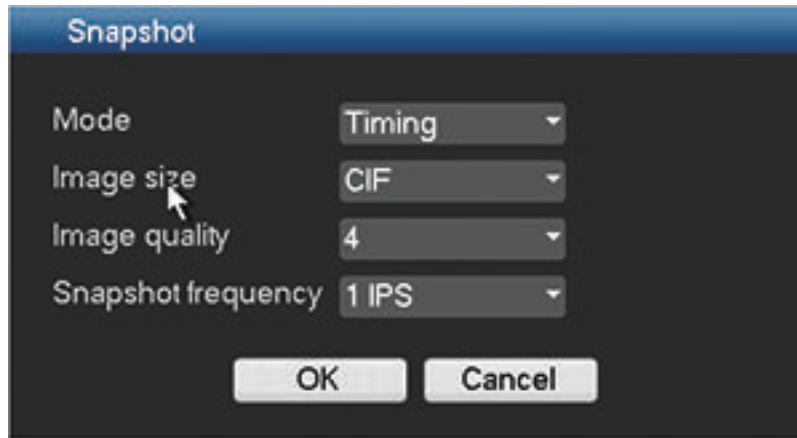 Snapshot
Mode Timing
Image size CIF
Image quality 4
Snapshot frequency 1 IPS
OK Cancel